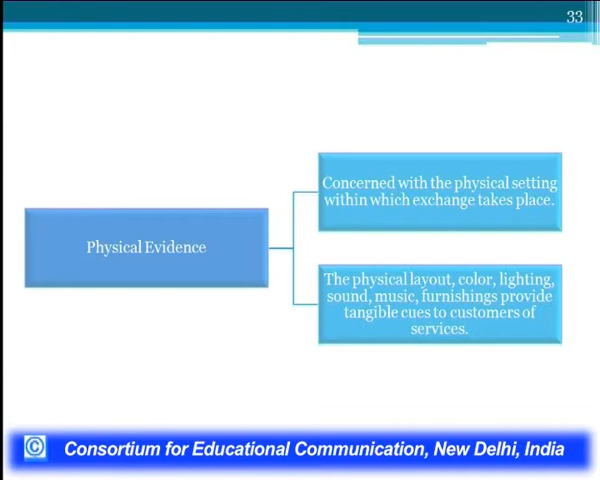 33
Concerned with the physical setting
within which exchange takes place.
Physical Evidence
The physical layout, color, lighting,
sound, music, furnishings provide
tangible cues to customers of
services.
© Consortium for Educational Communication, New Delhi, India